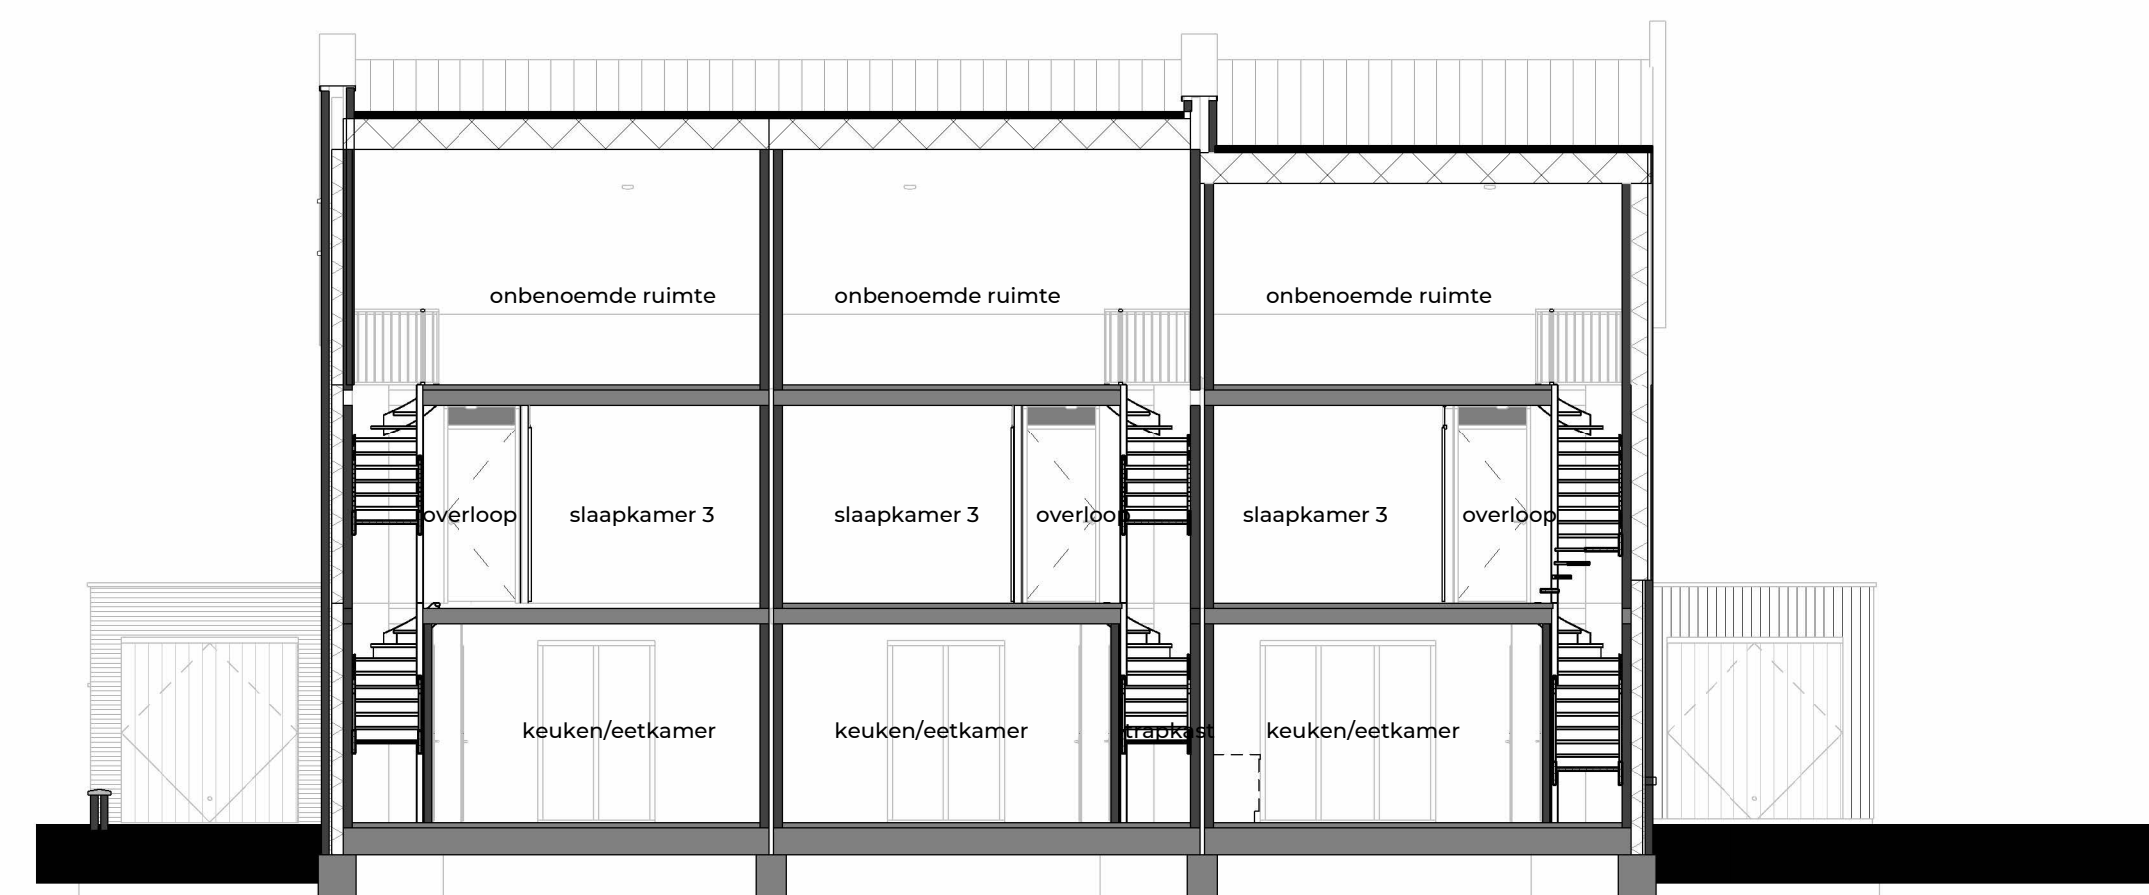 onbenoemde ruimte
onbenoemde ruimte
onbenoemde ruimte
overloop
slaapkamer 3
slaapkamer 3
overloop
slaapkamer 3
overloop
keuken/eetkamer
keuken/eetkamer
trapkast
keuken/eetkamer